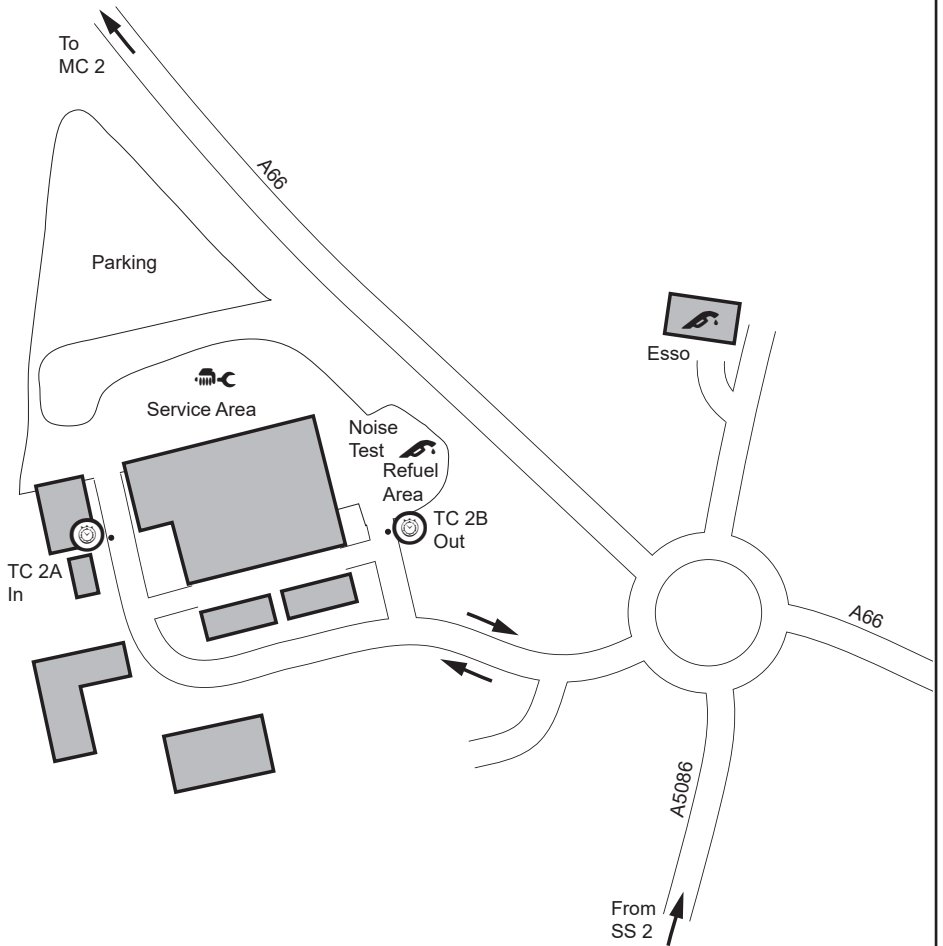 To
MC 2
A66
Parking
Esso
Service Area
Noise
Test
Refuel
Area
TC 2B
Out
TC 2A
In
A66
A5086
From
SS 2